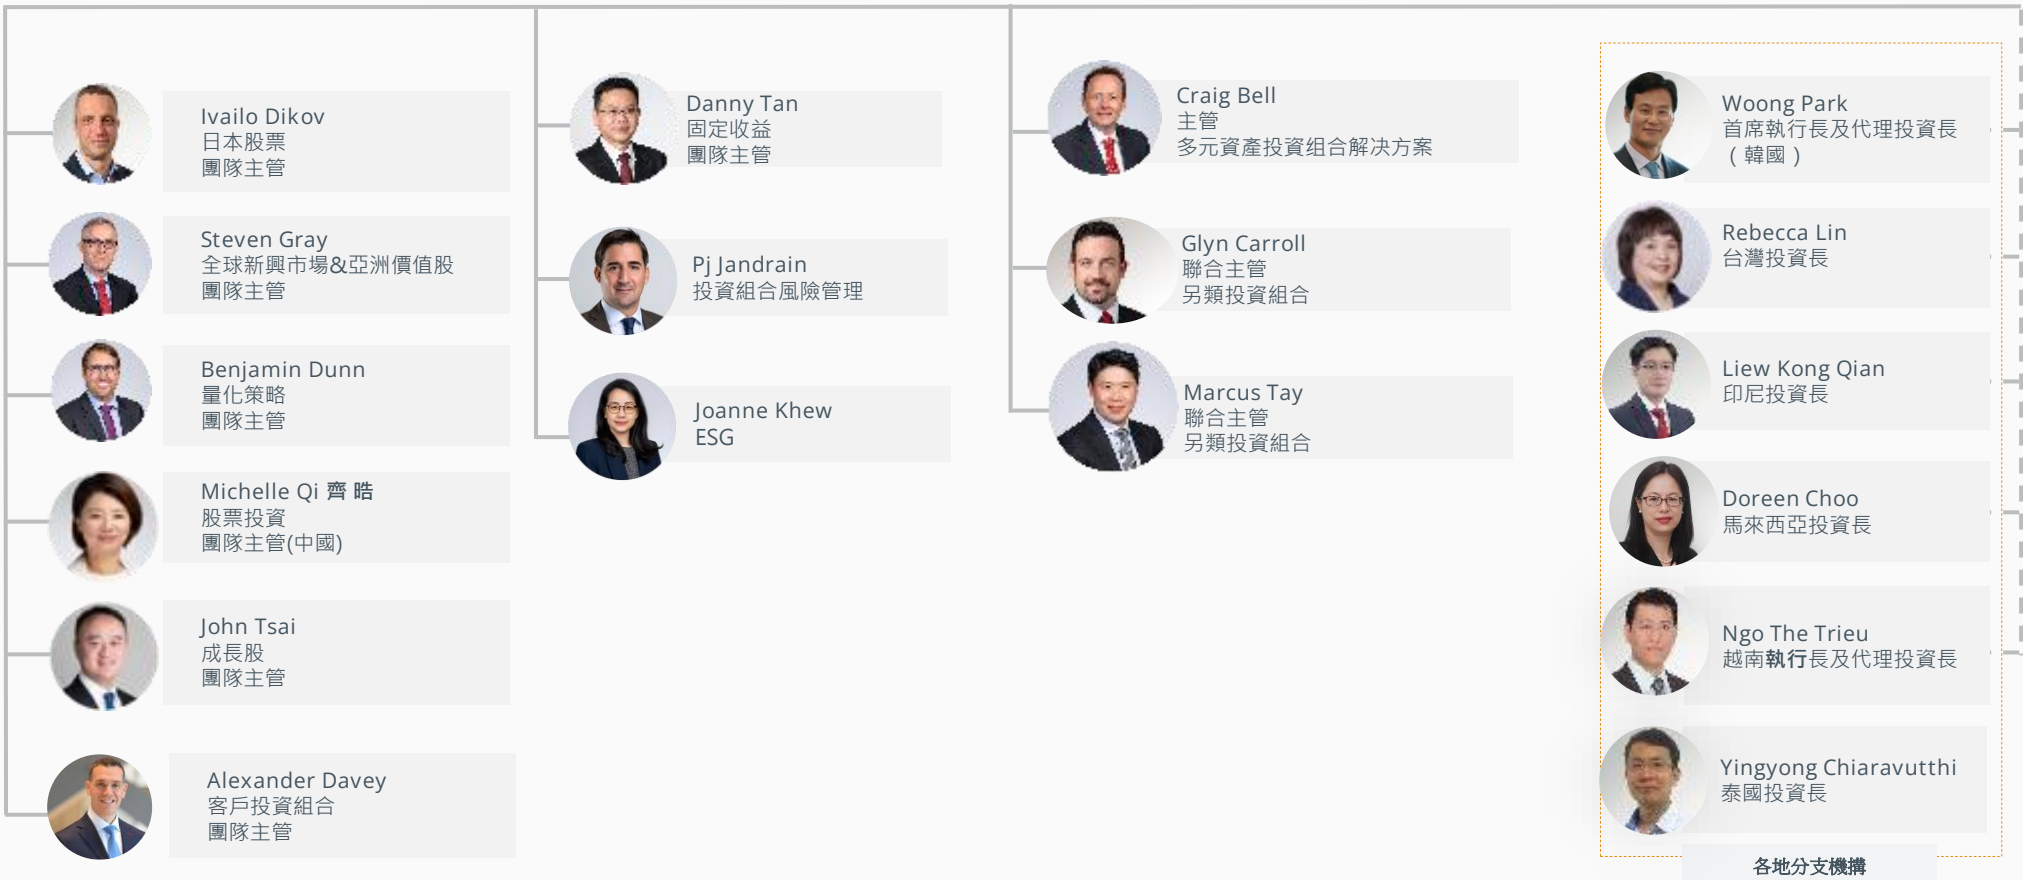 Ivailo Dikov
日本股票
團隊主管
Steven Gray
全球新興市場&亞洲價值股
團隊主管
Benjamin Dunn
量化策略
團隊主管
Michelle Qi 齊 晧
股票投資
團隊主管(中國)
John Tsai
成長股
團隊主管
Alexander Davey
客戶投資組合
團隊主管
Danny Tan
固定收益
團隊主管
Pj Jandrain
投資組合風險管理
Joanne Khew
ESG
Craig Bell
主管
多元資產投資组合解决方案
Glyn Carroll
聯合主管
另類投資組合
Marcus Tay
聯合主管
另類投資組合
Woong Park
首席執行長及代理投資長
（韓國）
Rebecca Lin
台灣投資長
Liew Kong Qian
印尼投資長
Doreen Choo
馬來西亞投資長
Ngo The Trieu
越南執行長及代理投資長
Yingyong Chiaravutthi
泰國投資長
各地分支機搆